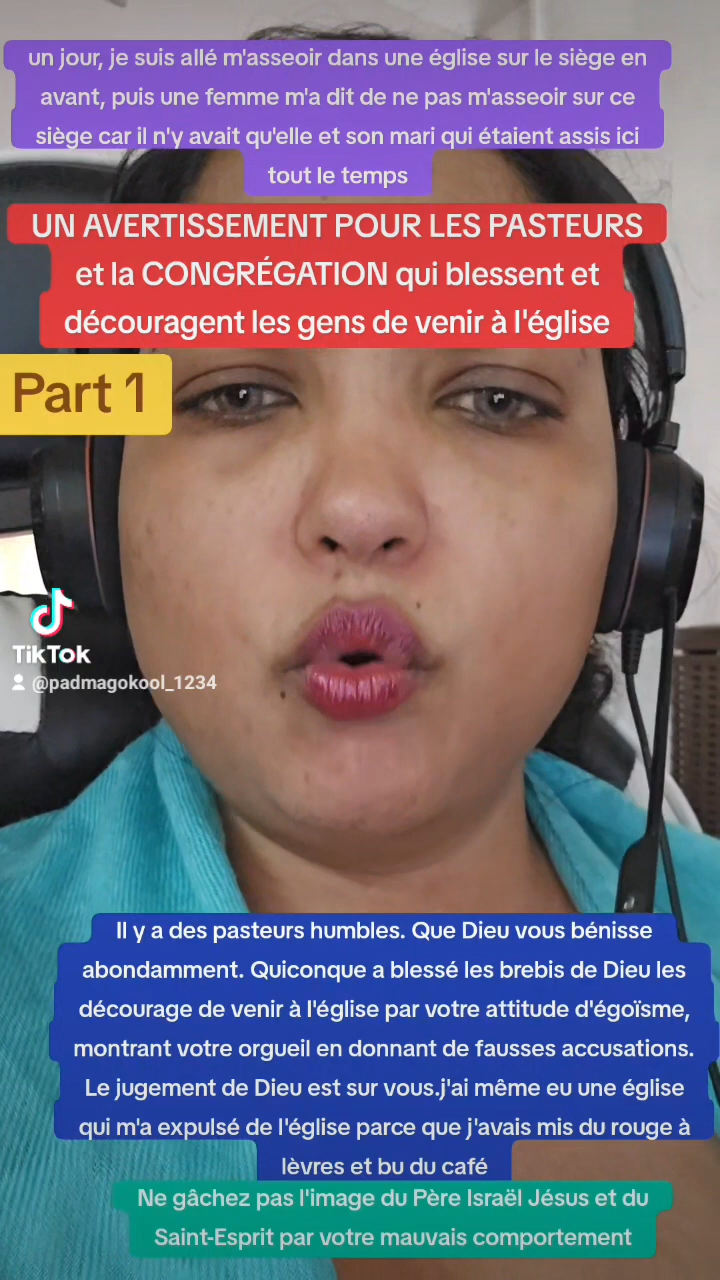 un jour, je suis allé m'asseoir dans une église sur le siège en
avant, puis une femme m'a dit de ne pas m'asseoir sur ce
siège car il n'y avait qu'elle et son mari qui étaient assis ici
tout le temps
UN AVERTISSEMENT POUR LES PASTEURS
et la CONGRÉGATION qui blessent et
découragent les gens de venir à l'église
Part 1
TikTok
@padmagokool_1234
Il y a des pasteurs humbles. Que Dieu vous bénisse
abondamment. Quiconque a blessé les brebis de Dieu les
décourage de venir à l'église par votre attitude d'égoïsme,
montrant votre orgueil en donnant de fausses accusations.
Le jugement de Dieu est sur vous.j'ai même eu une église
qui m'a expulsé de l'église parce que j'avais mis du rouge à
lèvres et bu du café
Ne gâchez pas l'image du Père Israël Jésus et du
Saint-Esprit par votre mauvais comportement